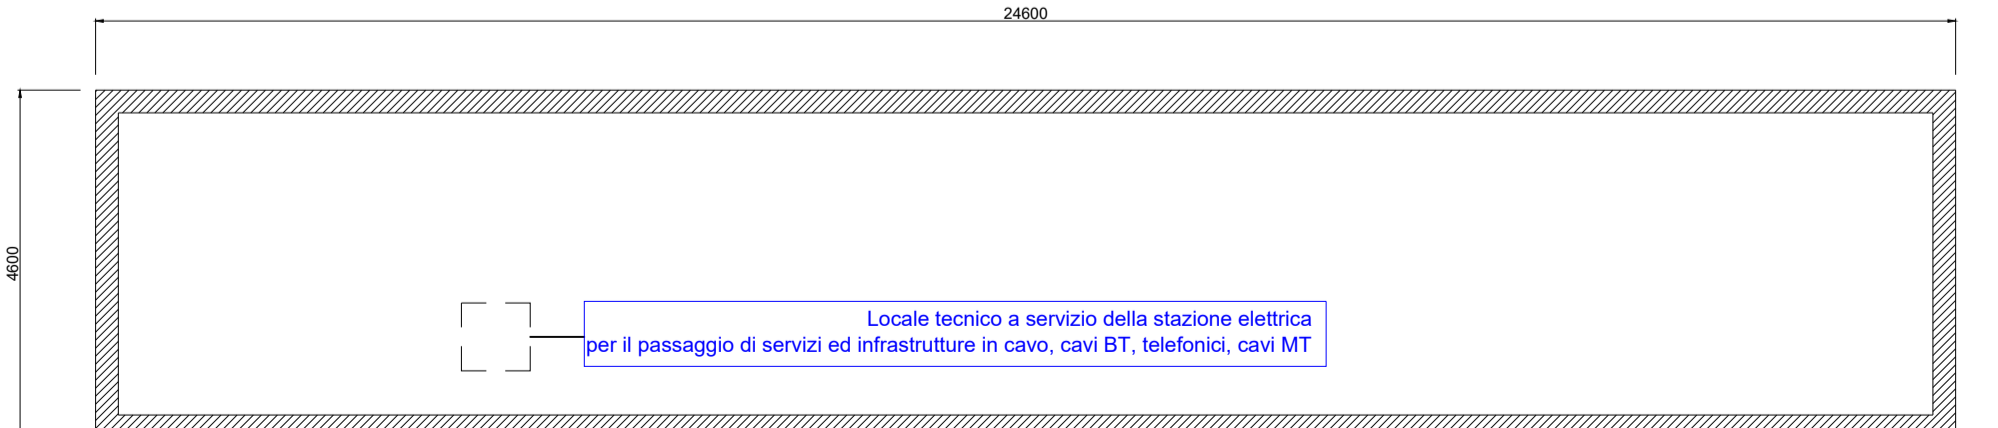 24600
4600
Locale tecnico a servizio della stazione elettrica
per il passaggio di servizi ed infrastrutture in cavo, cavi BT, telefonici, cavi MT